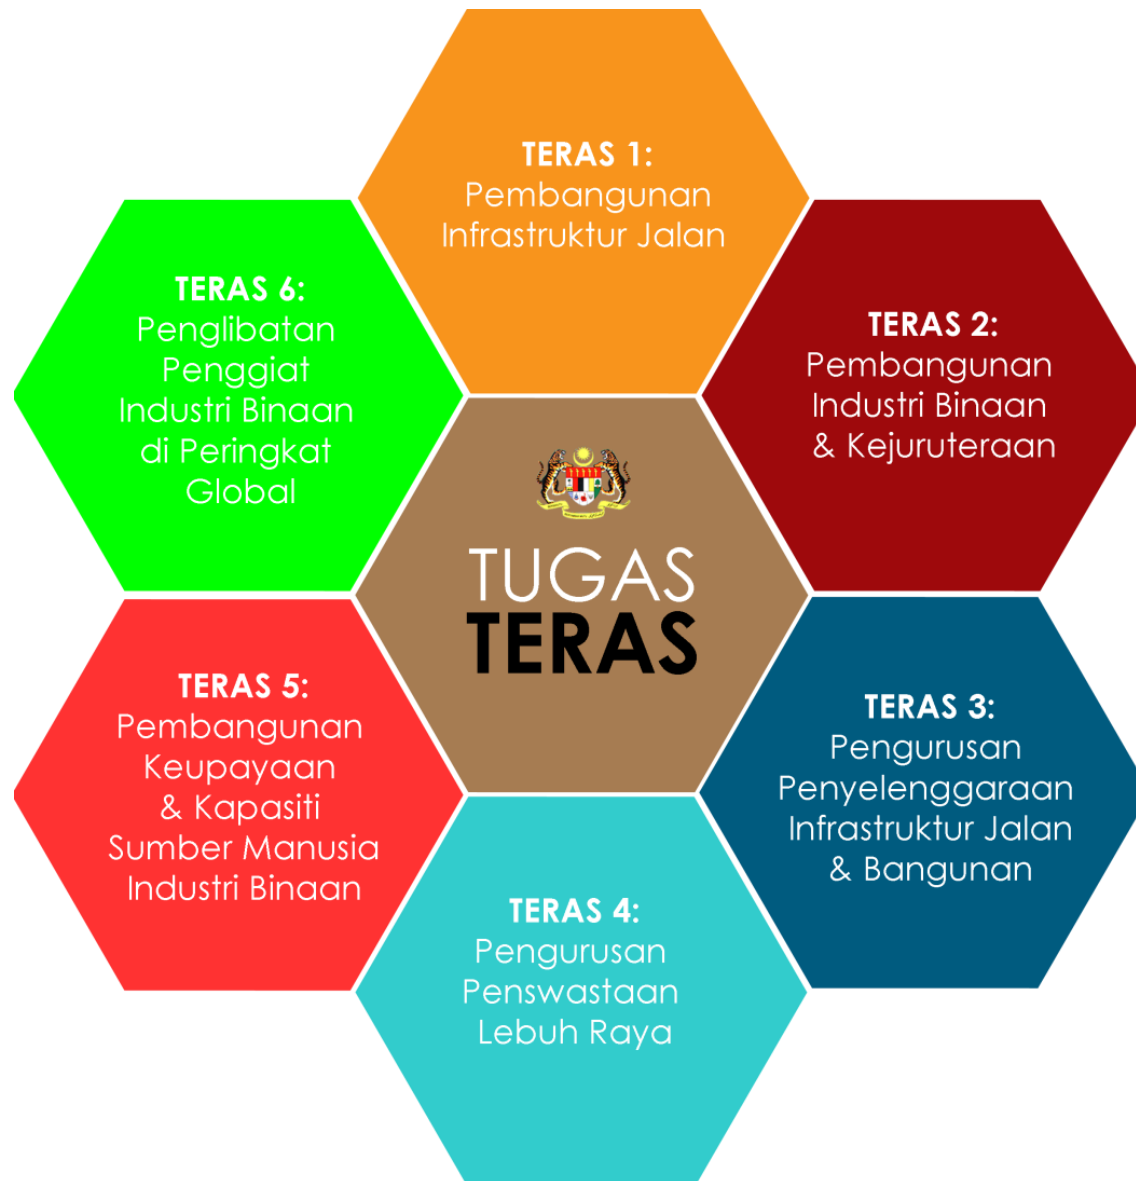 TERAS 1:
Pembangunan
Infrastruktur Jalan
TERAS 2:
Pembangunan
Industri Binaan
& Kejuruteraan
TERAS 3:
Pengurusan
Penyelenggaraan
Infrastruktur Jalan
& Bangunan
TERAS 4:
Pengurusan
Penswastaan
Lebuh Raya
TERAS 5:
Pembangunan
Keupayaan
& Kapasiti
Sumber Manusia
Industri Binaan
TERAS 6:
Penglibatan
Penggiat
Industri Binaan
di Peringkat
Global
TUGAS
TERAS